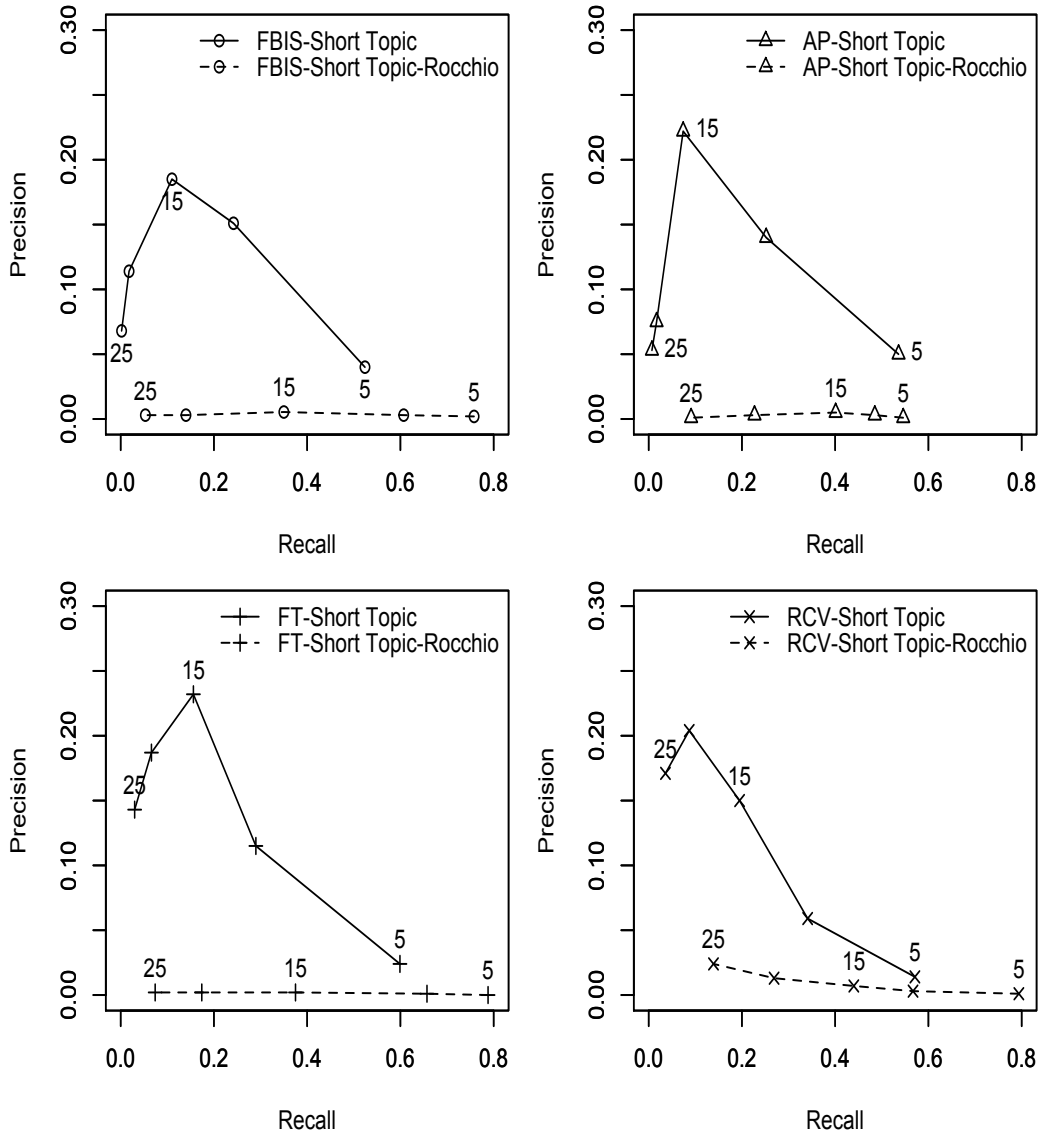 FBIS-Short Topic
FBIS-Short Topic-Rocchio
Precision
0.30
0.20
0.10
0.00
15
25
25
15
5
5
0.0 0.2 0.4 0.6 0.8
Recall
AP-Short Topic
AP-Short Topic-Rocchio
Precision
0.30
0.20
0.10
0.00
15
25
5
25
15
5
0.0 0.2 0.4 0.6 0.8
Recall
FT-Short Topic
FT-Short Topic-Rocchio
Precision
0.30
0.20
0.10
0.00
15
25
5
25
15
5
0.0 0.2 0.4 0.6 0.8
Recall
RCV-Short Topic
RCV-Short Topic-Rocchio
Precision
0.30
0.20
0.10
0.00
25
15
25
15
5
5
0.0 0.2 0.4 0.6 0.8
Recall